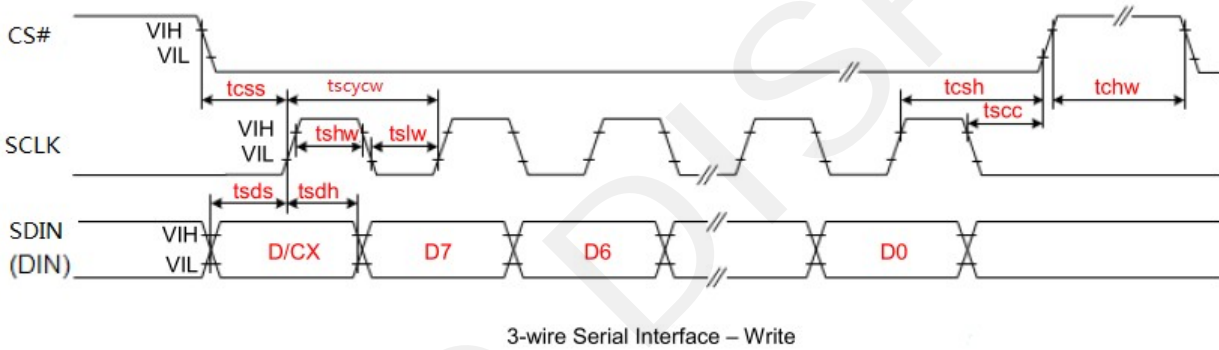 CS#
VIH
VIL
tcss
tscycw
tcsh
tchw
tscc
SCLK
VIH
VIL
tshw
tslw
tsds
tsdh
SDIN
(DIN)
VIH
VIL
D/CX
D7
D6
D0
3-wire Serial Interface – Write